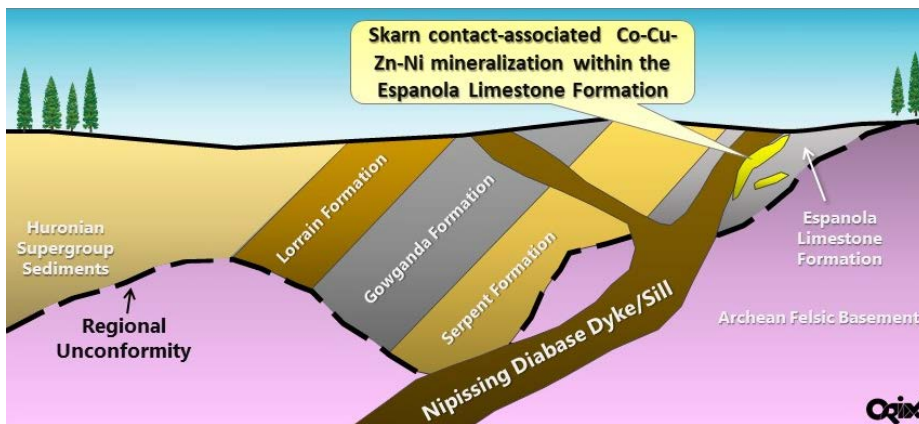 Skarn contact-associated Co-Cu-
Zn-Ni mineralization within the
Espanola Limestone Formation
Huronian
Supergroup
Sediments
Lorrain Formation
Gowganda Formation
Serpent Formation
Espanola
Limestone
Formation
Regional
Unconformity
Nipissing Diabase Dyke/Sill
Archean Felsic Basement